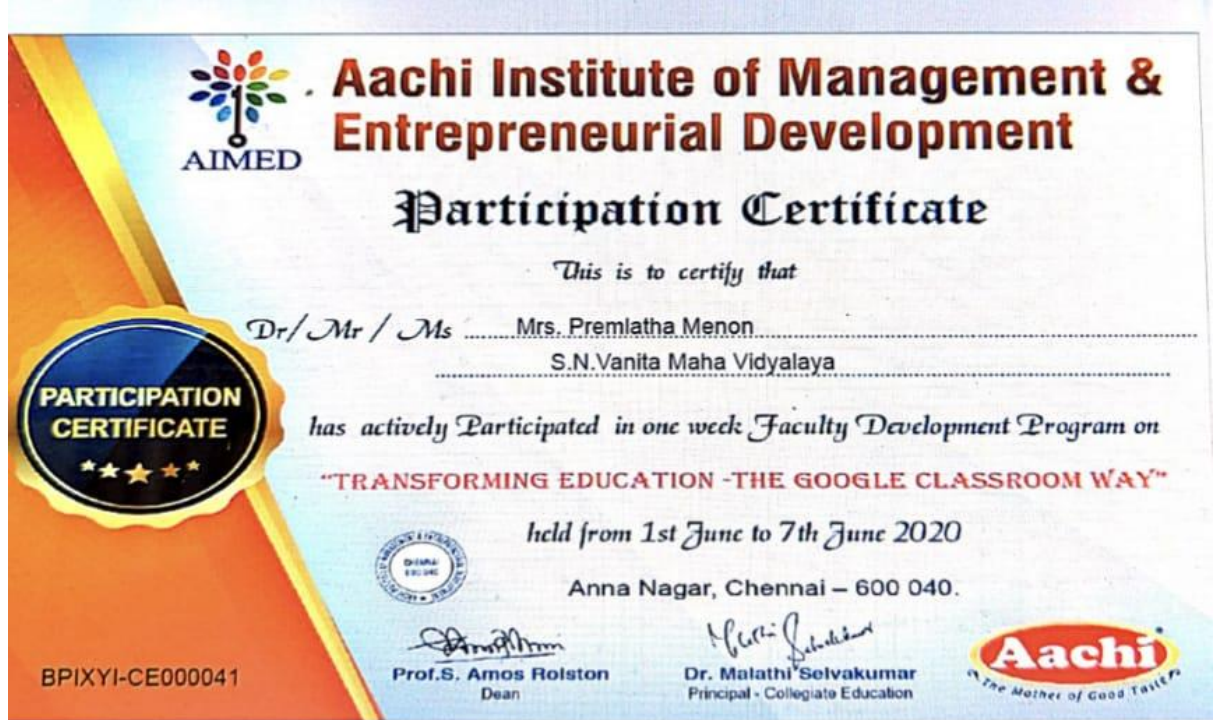 AIMED
Aachi Institute of Management &
Entrepreneurial Development
Participation Certificate
This is to certify that
Dr/ Mr / Ms Mrs. Premlatha Menon
S.N.Vanita Maha Vidyalaya
PARTICIPATION
CERTIFICATE
has actively Participated in one week Faculty Development Program on
"TRANSFORMING EDUCATION -THE GOOGLE CLASSROOM WAY"
held from 1st June to 7th June 2020
CHENNAI
600 040
Anna Nagar, Chennai – 600 040.
Prof.S. Amos Rolston
Dean
Dr. Malathi Selvakumar
Principal - Collegiate Education
BPIXYI-CE000041
Aachi
The Mother of Good Taste